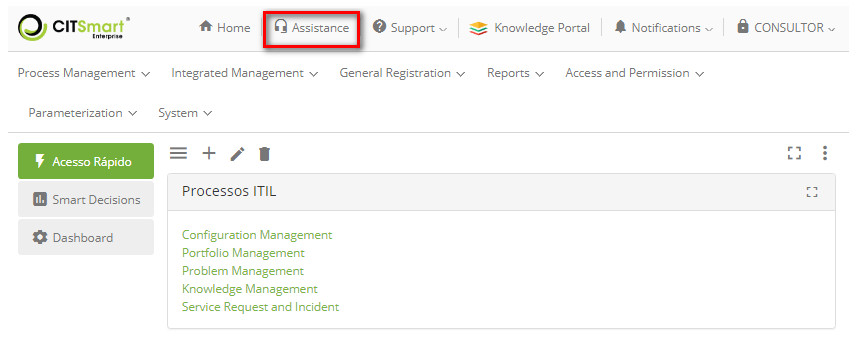 CITSmart®
Enterprise
Home Assistance Support Knowledge Portal Notifications CONSULTOR
Process Management Integrated Management General Registration Reports Access and Permission
Parameterization System
Acesso Rápido
Smart Decisions
Dashboard
Processos ITIL
Configuration Management
Portfolio Management
Problem Management
Knowledge Management
Service Request and Incident